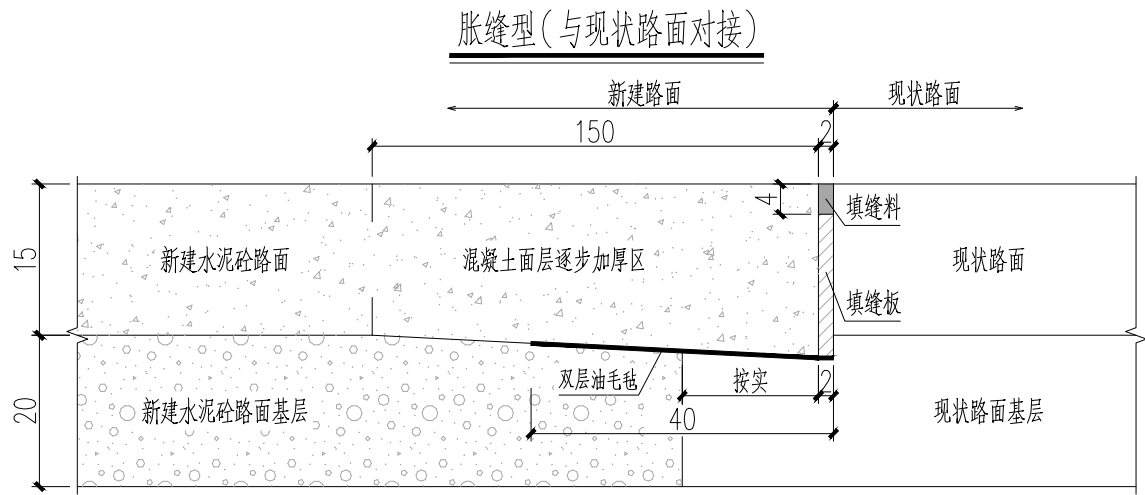 胀缝型(与现状路面对接)
新建路面
现状路面
150
2
4
填缝料
15
新建水泥砼路面
混凝土面层逐步加厚区
现状路面
填缝板
双层油毛毡
按实
2
20
新建水泥砼路面基层
40
现状路面基层